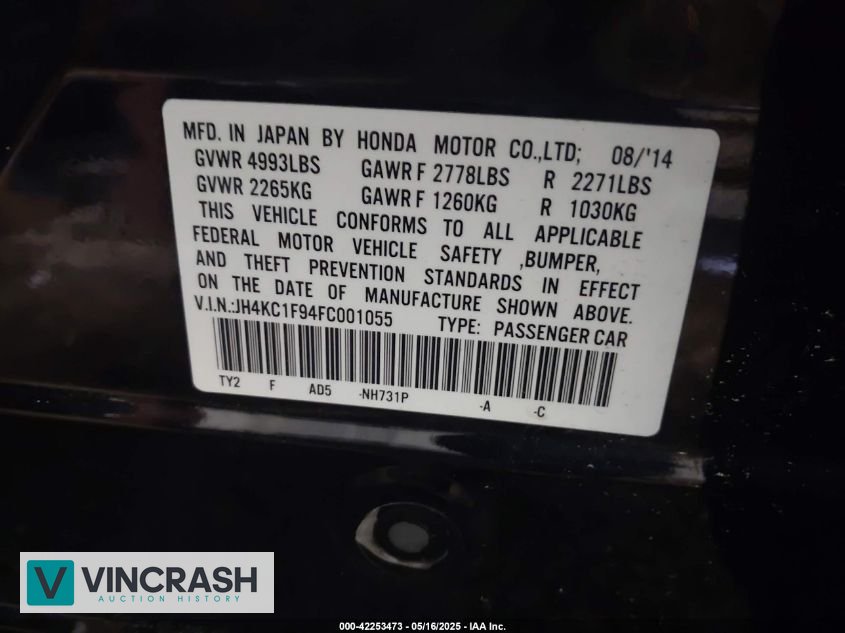 MFD. IN JAPAN BY HONDA MOTOR CO.,LTD; 08/'14
GVWR 4993LBS GAWR F 2778LBS R 2271LBS
GVWR 2265KG GAWR F 1260KG R 1030KG
THIS VEHICLE CONFORMS TO ALL APPLICABLE
FEDERAL MOTOR VEHICLE SAFETY ,BUMPER,
AND THEFT PREVENTION STANDARDS IN EFFECT
ON THE DATE OF MANUFACTURE SHOWN ABOVE.
V.I.N.:JH4KC1F94FC001055 TYPE: PASSENGER CAR
TY2 F AD5 -NH731P -A -C
V VINCRASH
AUCTION HISTORY
000-42253473 - 05/16/2025 - IAA Inc.